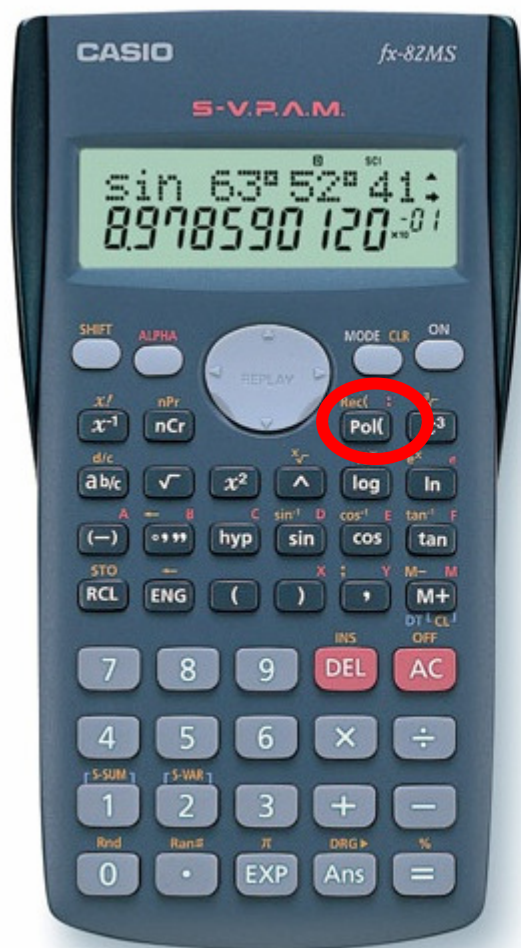 CASIO fx-82MS
S-V.P.A.M.
D SCI
sin 63°52°41
8.978590120 ×10 -01
SHIFT ALPHA MODE CLR ON
REPLAY
x! nPr Rec( :
x⁻¹ nCr Pol(
d/c x√ eˣ e
ab/c √ x² ^ log ln
A B C sin⁻¹ D cos⁻¹ E tan⁻¹ F
(−) °,,, hyp sin cos tan
STO X ; Y M− M
RCL ENG ( ) , M+
DT CL
INS OFF
7 8 9 DEL AC
4 5 6 × ÷
S-SUM S-VAR
1 2 3 + −
Rnd Ran# π DRG► %
0 · EXP Ans =